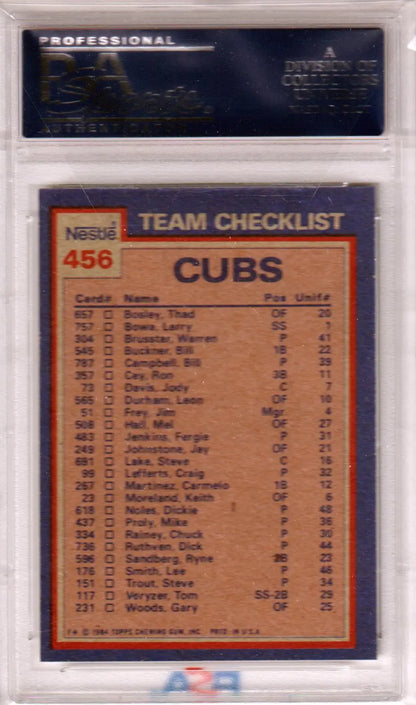 PROFESSIONAL
PSA
A
DIVISION OF
COLLECTORS
UNIVERSE
Nestlé
456
TEAM CHECKLIST
CUBS
Card# Name Pos Unif#
657 Bosley, Thad OF 20
757 Bowa, Larry SS 1
304 Brusstar, Warren P 41
545 Buckner, Bill 1B 22
787 Campbell, Bill P 39
357 Cey, Ron 3B 11
73 Davis, Jody C 7
565 Durham, Leon OF 10
51 Frey, Jim Mgr. 4
508 Hall, Mel OF 27
483 Jenkins, Fergie P 31
249 Johnstone, Jay OF 21
691 Lake, Steve C 16
99 Lefferts, Craig P 32
267 Martinez, Carmelo 1B 12
23 Moreland, Keith OF 6
618 Noles, Dickie P 48
437 Proly, Mike P 36
334 Rainey, Chuck P 30
736 Ruthven, Dick P 44
596 Sandberg, Ryne 2B 23
176 Smith, Lee P 46
151 Trout, Steve P 34
117 Veryzer, Tom SS-2B 29
231 Woods, Gary OF 25
© 1984 TOPPS CHEWING GUM, INC. PRTD. IN U.S.A.